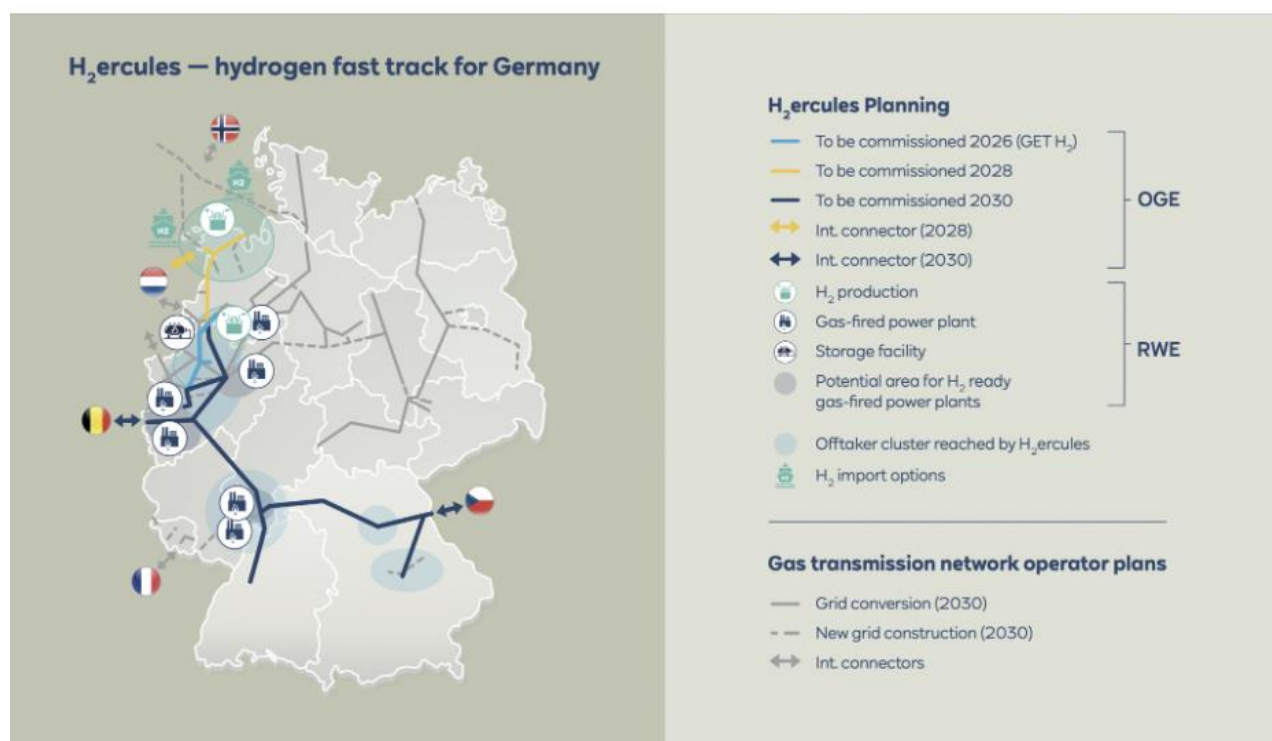 H₂ercules — hydrogen fast track for Germany
H2
H2
H₂ercules Planning
To be commissioned 2026 (GET H₂)
To be commissioned 2028
To be commissioned 2030
Int. connector (2028)
Int. connector (2030)
OGE
H₂ production
Gas-fired power plant
Storage facility
Potential area for H₂ ready
gas-fired power plants
RWE
Offtaker cluster reached by H₂ercules
H₂ import options
Gas transmission network operator plans
Grid conversion (2030)
New grid construction (2030)
Int. connectors